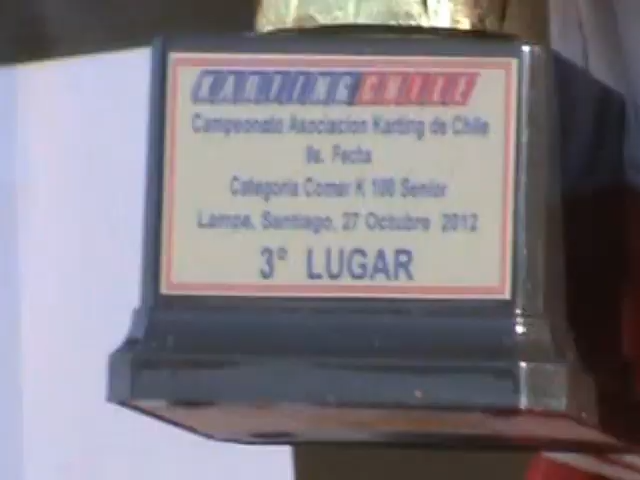 KARTING CHILE
Campeonato Asociacion Karting de Chile
8a. Fecha
Categoria Comer K 100 Senior
Lampa, Santiago, 27 Octubre 2012
3° LUGAR